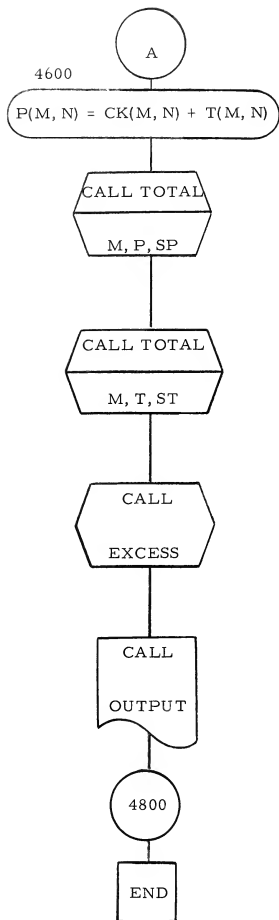 A
4600
P(M, N) = CK(M, N) + T(M, N)
CALL TOTAL
M, P, SP
CALL TOTAL
M, T, ST
CALL
EXCESS
CALL
OUTPUT
4800
END